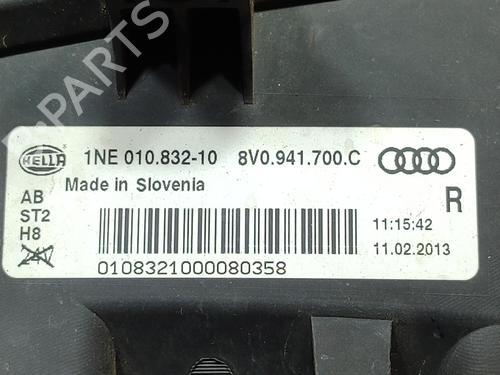 HELLA 1NE 010.832-10 8V0.941.700.C
Made in Slovenia
AB
ST2
H8
24V
R
11:15:42
11.02.2013
0108321000080358